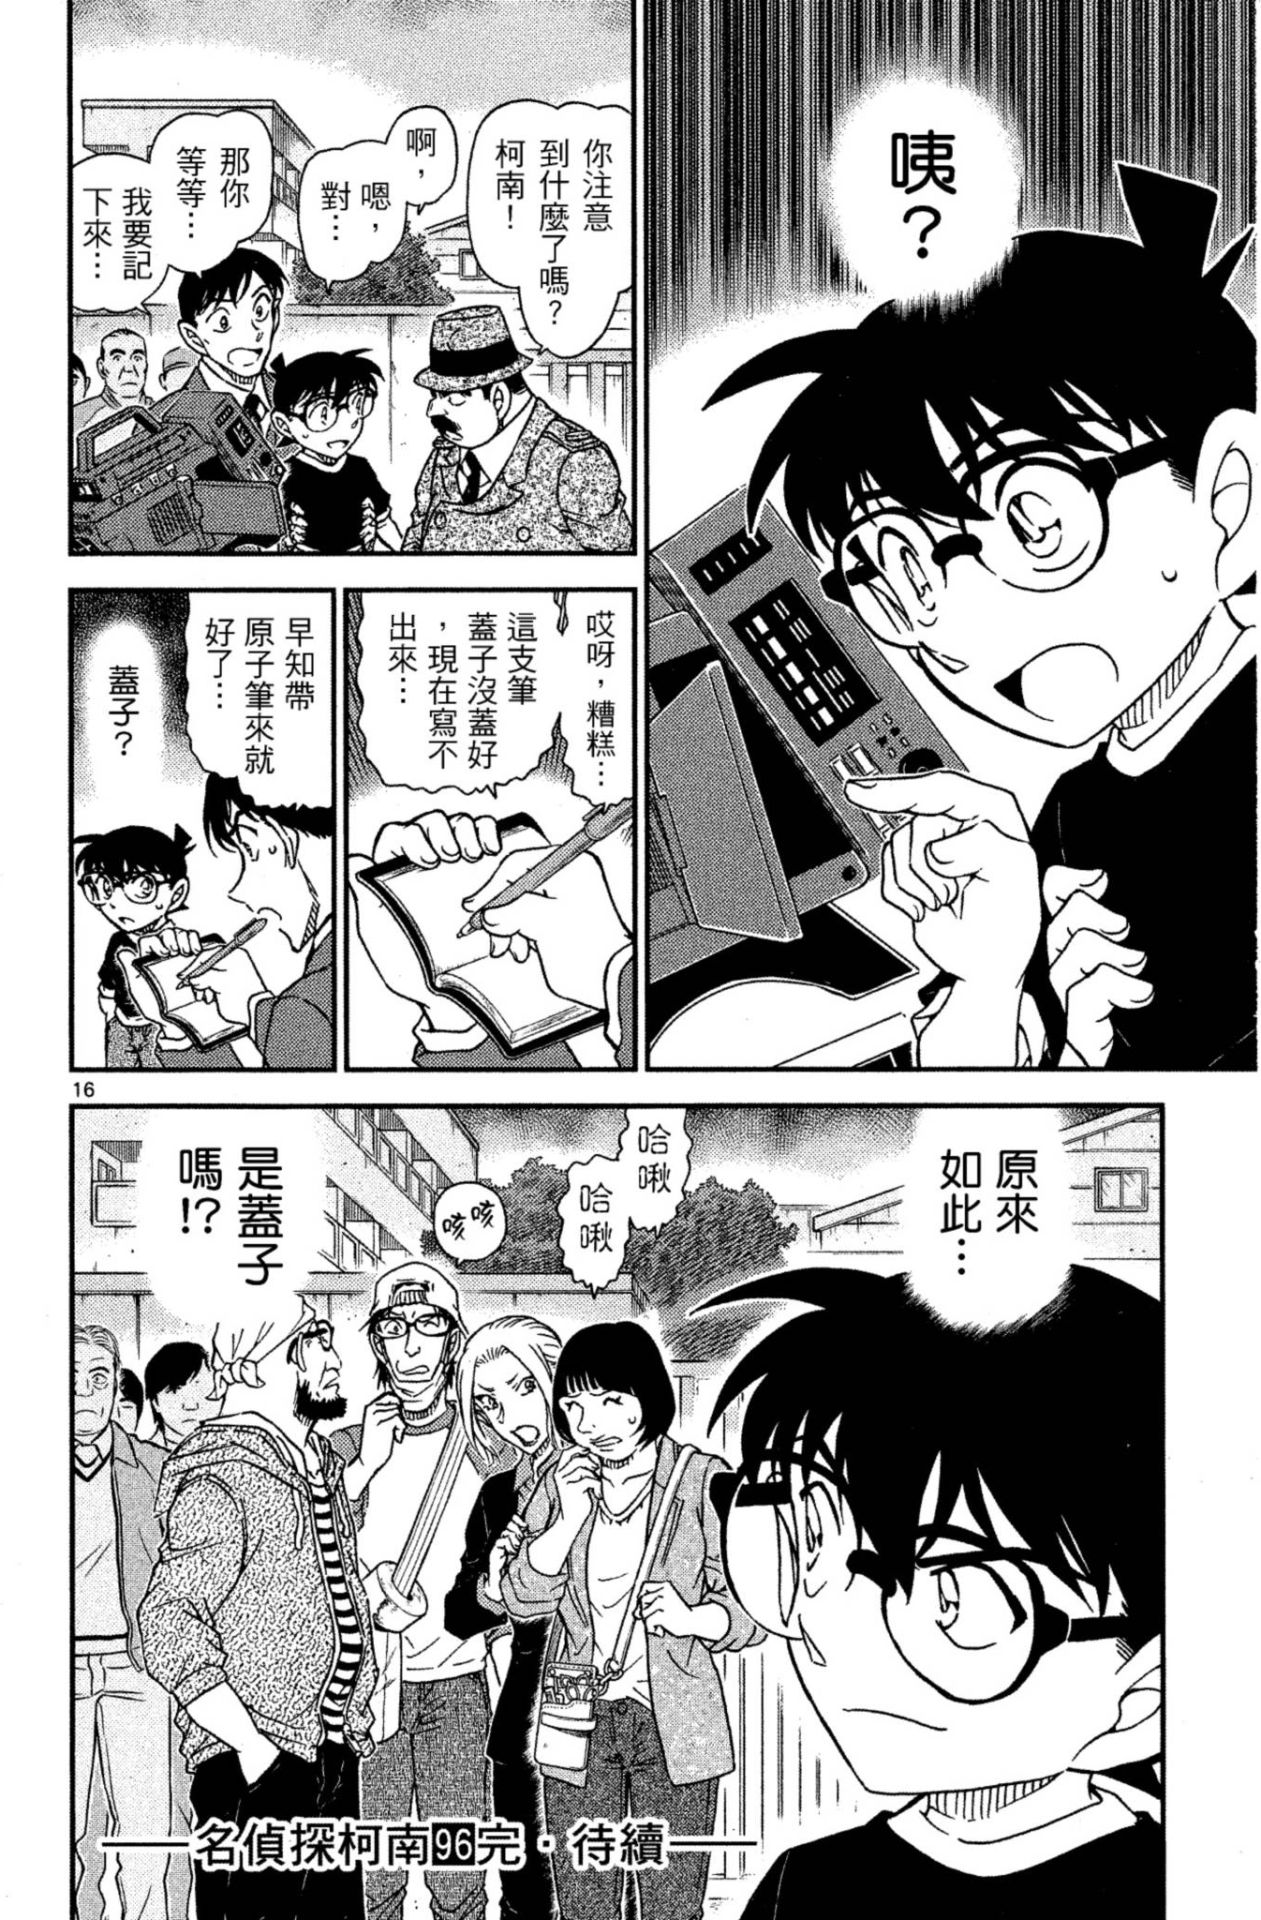 咦？
你注意
到什麼了嗎？
柯南！
啊，
嗯，
對…
那你
等等…
我要記
下來…
哎呀，糟糕…
這支筆
蓋子沒蓋好
，現在寫不
出來…
早知帶
原子筆來就
好了…
蓋子？
16
原來
如此…
哈啾
哈啾
咳咳
是蓋子
嗎!?
名偵探柯南96完・待續